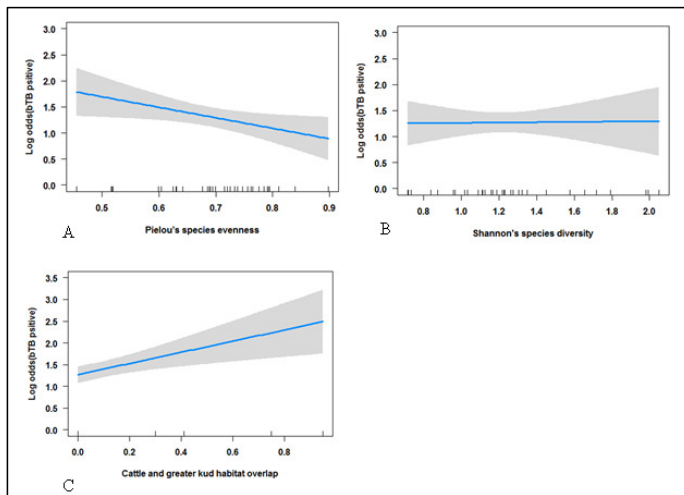 3.0
2.5
2.0
1.5
1.0
0.5
0.0
Log odds(bTB psitive)
0.5 0.6 0.7 0.8 0.9
A
Pielou's species evenness
3.0
2.5
2.0
1.5
1.0
0.5
0.0
Log odds(bTB psitive)
0.8 1.0 1.2 1.4 1.6 1.8 2.0
B
Shannon's species diversity
3.5
3.0
2.5
2.0
1.5
1.0
0.5
0.0
Log odds(bTB psitive)
0.0 0.2 0.4 0.6 0.8
Cattle and greater kud habitat overlap
C